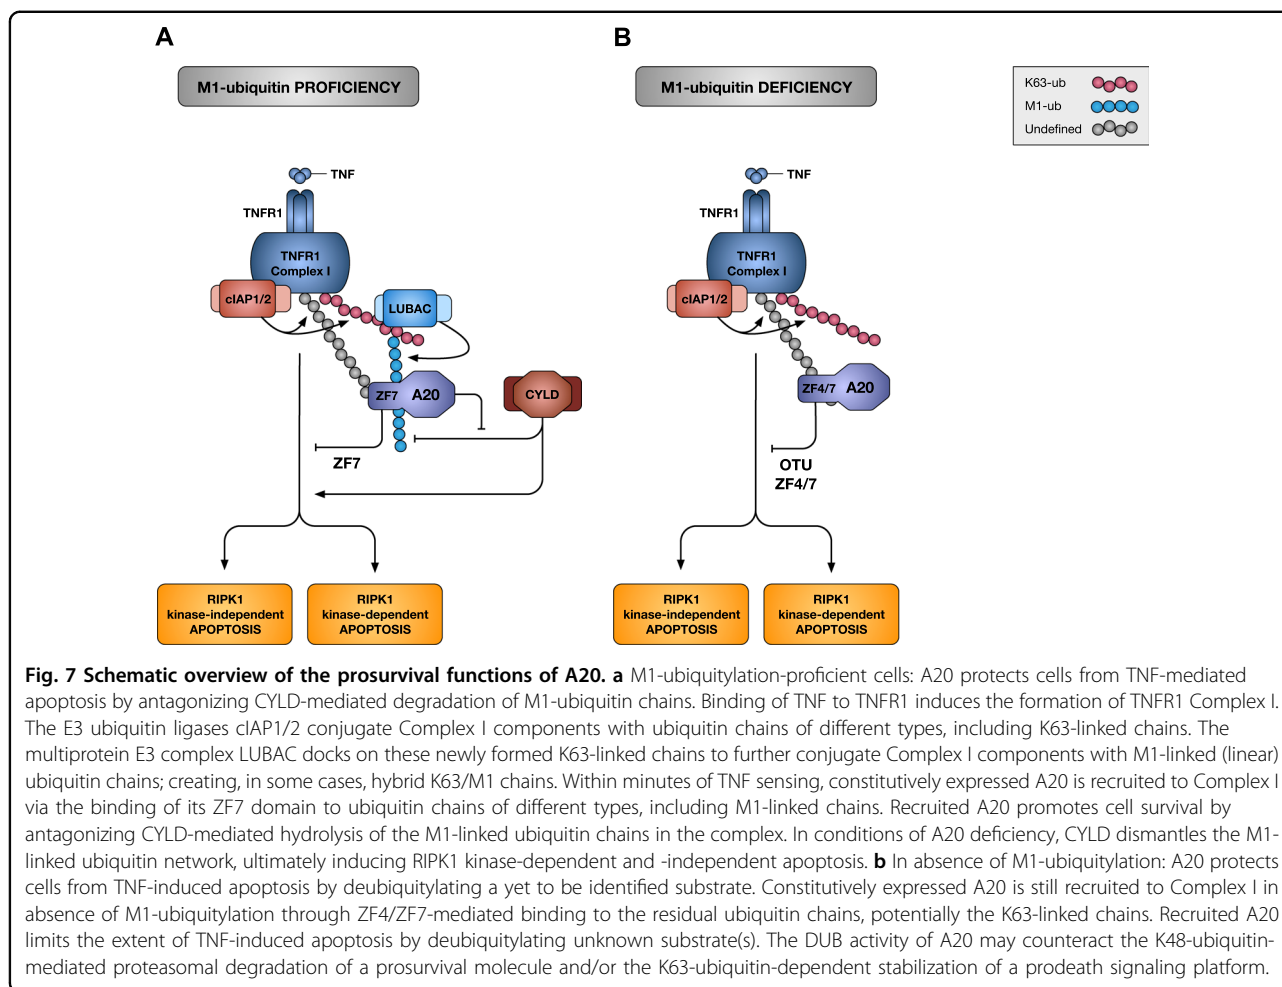 A
B
M1-ubiquitin PROFICIENCY
M1-ubiquitin DEFICIENCY
K63-ub
M1-ub
Undefined
TNF
TNFR1
TNFR1
Complex I
cIAP1/2
LUBAC
ZF7
A20
CYLD
ZF7
RIPK1
kinase-independent
APOPTOSIS
RIPK1
kinase-dependent
APOPTOSIS
TNF
TNFR1
TNFR1
Complex I
cIAP1/2
ZF4/7
A20
OTU
ZF4/7
RIPK1
kinase-independent
APOPTOSIS
RIPK1
kinase-dependent
APOPTOSIS
Fig. 7 Schematic overview of the prosurvival functions of A20. a M1-ubiquitylation-proficient cells: A20 protects cells from TNF-mediated
apoptosis by antagonizing CYLD-mediated degradation of M1-ubiquitin chains. Binding of TNF to TNFR1 induces the formation of TNFR1 Complex I.
The E3 ubiquitin ligases cIAP1/2 conjugate Complex I components with ubiquitin chains of different types, including K63-linked chains. The
multiprotein E3 complex LUBAC docks on these newly formed K63-linked chains to further conjugate Complex I components with M1-linked (linear)
ubiquitin chains; creating, in some cases, hybrid K63/M1 chains. Within minutes of TNF sensing, constitutively expressed A20 is recruited to Complex I
via the binding of its ZF7 domain to ubiquitin chains of different types, including M1-linked chains. Recruited A20 promotes cell survival by
antagonizing CYLD-mediated hydrolysis of the M1-linked ubiquitin chains in the complex. In conditions of A20 deficiency, CYLD dismantles the M1-
linked ubiquitin network, ultimately inducing RIPK1 kinase-dependent and -independent apoptosis. b In absence of M1-ubiquitylation: A20 protects
cells from TNF-induced apoptosis by deubiquitylating a yet to be identified substrate. Constitutively expressed A20 is still recruited to Complex I in
absence of M1-ubiquitylation through ZF4/ZF7-mediated binding to the residual ubiquitin chains, potentially the K63-linked chains. Recruited A20
limits the extent of TNF-induced apoptosis by deubiquitylating unknown substrate(s). The DUB activity of A20 may counteract the K48-ubiquitin-
mediated proteasomal degradation of a prosurvival molecule and/or the K63-ubiquitin-dependent stabilization of a prodeath signaling platform.